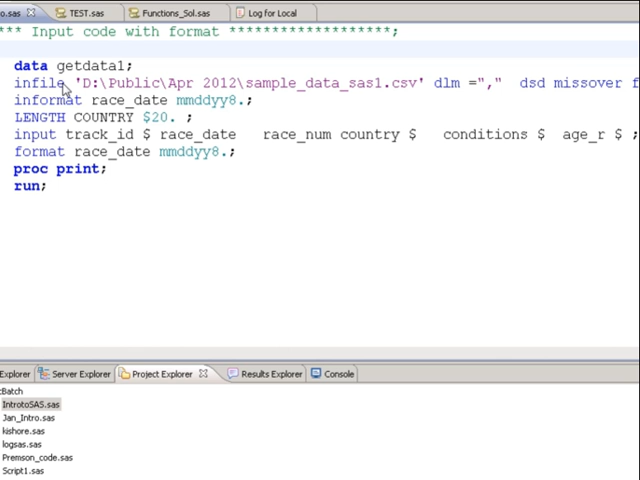 ro.sas TEST.sas Functions_Sol.sas Log for Local
*** Input code with format *******************;
data getdata1;
infile 'D:\Public\Apr 2012\sample_data_sas1.csv' dlm ="," dsd missover f
informat race_date mmddyy8.;
LENGTH COUNTRY $20. ;
input track_id $ race_date race_num country $ conditions $ age_r $ ;
format race_date mmddyy8.;
proc print;
run;
Explorer Server Explorer Project Explorer Results Explorer Console
:Batch
IntrotoSAS.sas
Jan_Intro.sas
kishore.sas
logsas.sas
Premson_code.sas
Script1.sas